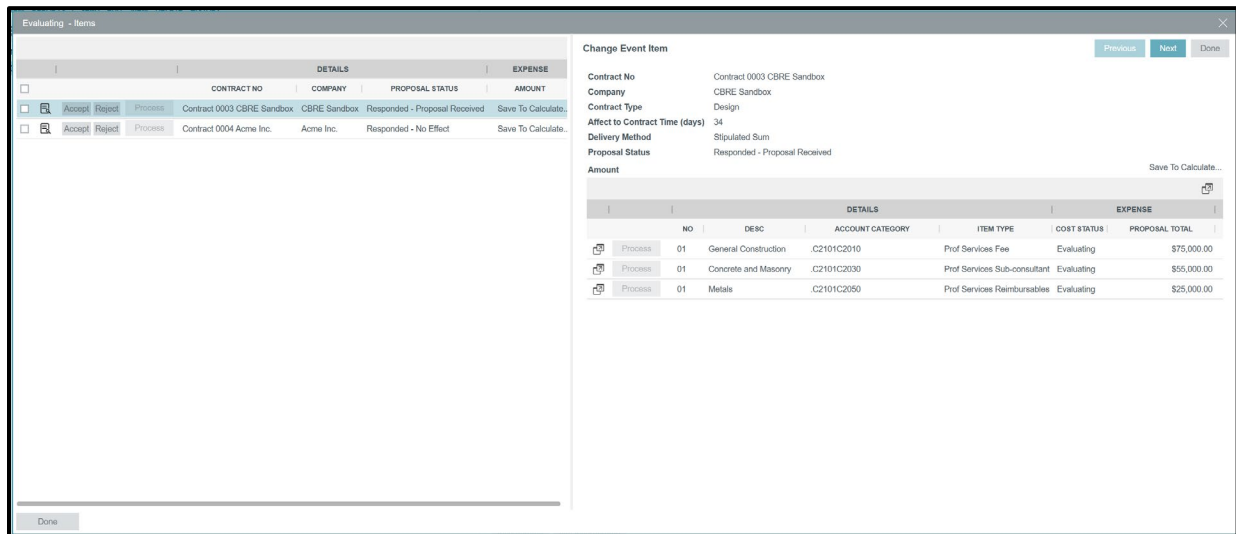 Evaluating - Items
DETAILS EXPENSE
CONTRACT NO COMPANY PROPOSAL STATUS AMOUNT
Accept Reject Process Contract 0003 CBRE Sandbox CBRE Sandbox Responded - Proposal Received Save To Calculate..
Accept Reject Process Contract 0004 Acme Inc. Acme Inc. Responded - No Effect Save To Calculate..
Done
Change Event Item Previous Next Done
Contract No Contract 0003 CBRE Sandbox
Company CBRE Sandbox
Contract Type Design
Affect to Contract Time (days) 34
Delivery Method Stipulated Sum
Proposal Status Responded - Proposal Received
Amount Save To Calculate...
DETAILS EXPENSE
NO DESC ACCOUNT CATEGORY ITEM TYPE COST STATUS PROPOSAL TOTAL
Process 01 General Construction .C2101C2010 Prof Services Fee Evaluating $75,000.00
Process 01 Concrete and Masonry .C2101C2030 Prof Services Sub-consultant Evaluating $55,000.00
Process 01 Metals .C2101C2050 Prof Services Reimbursables Evaluating $25,000.00